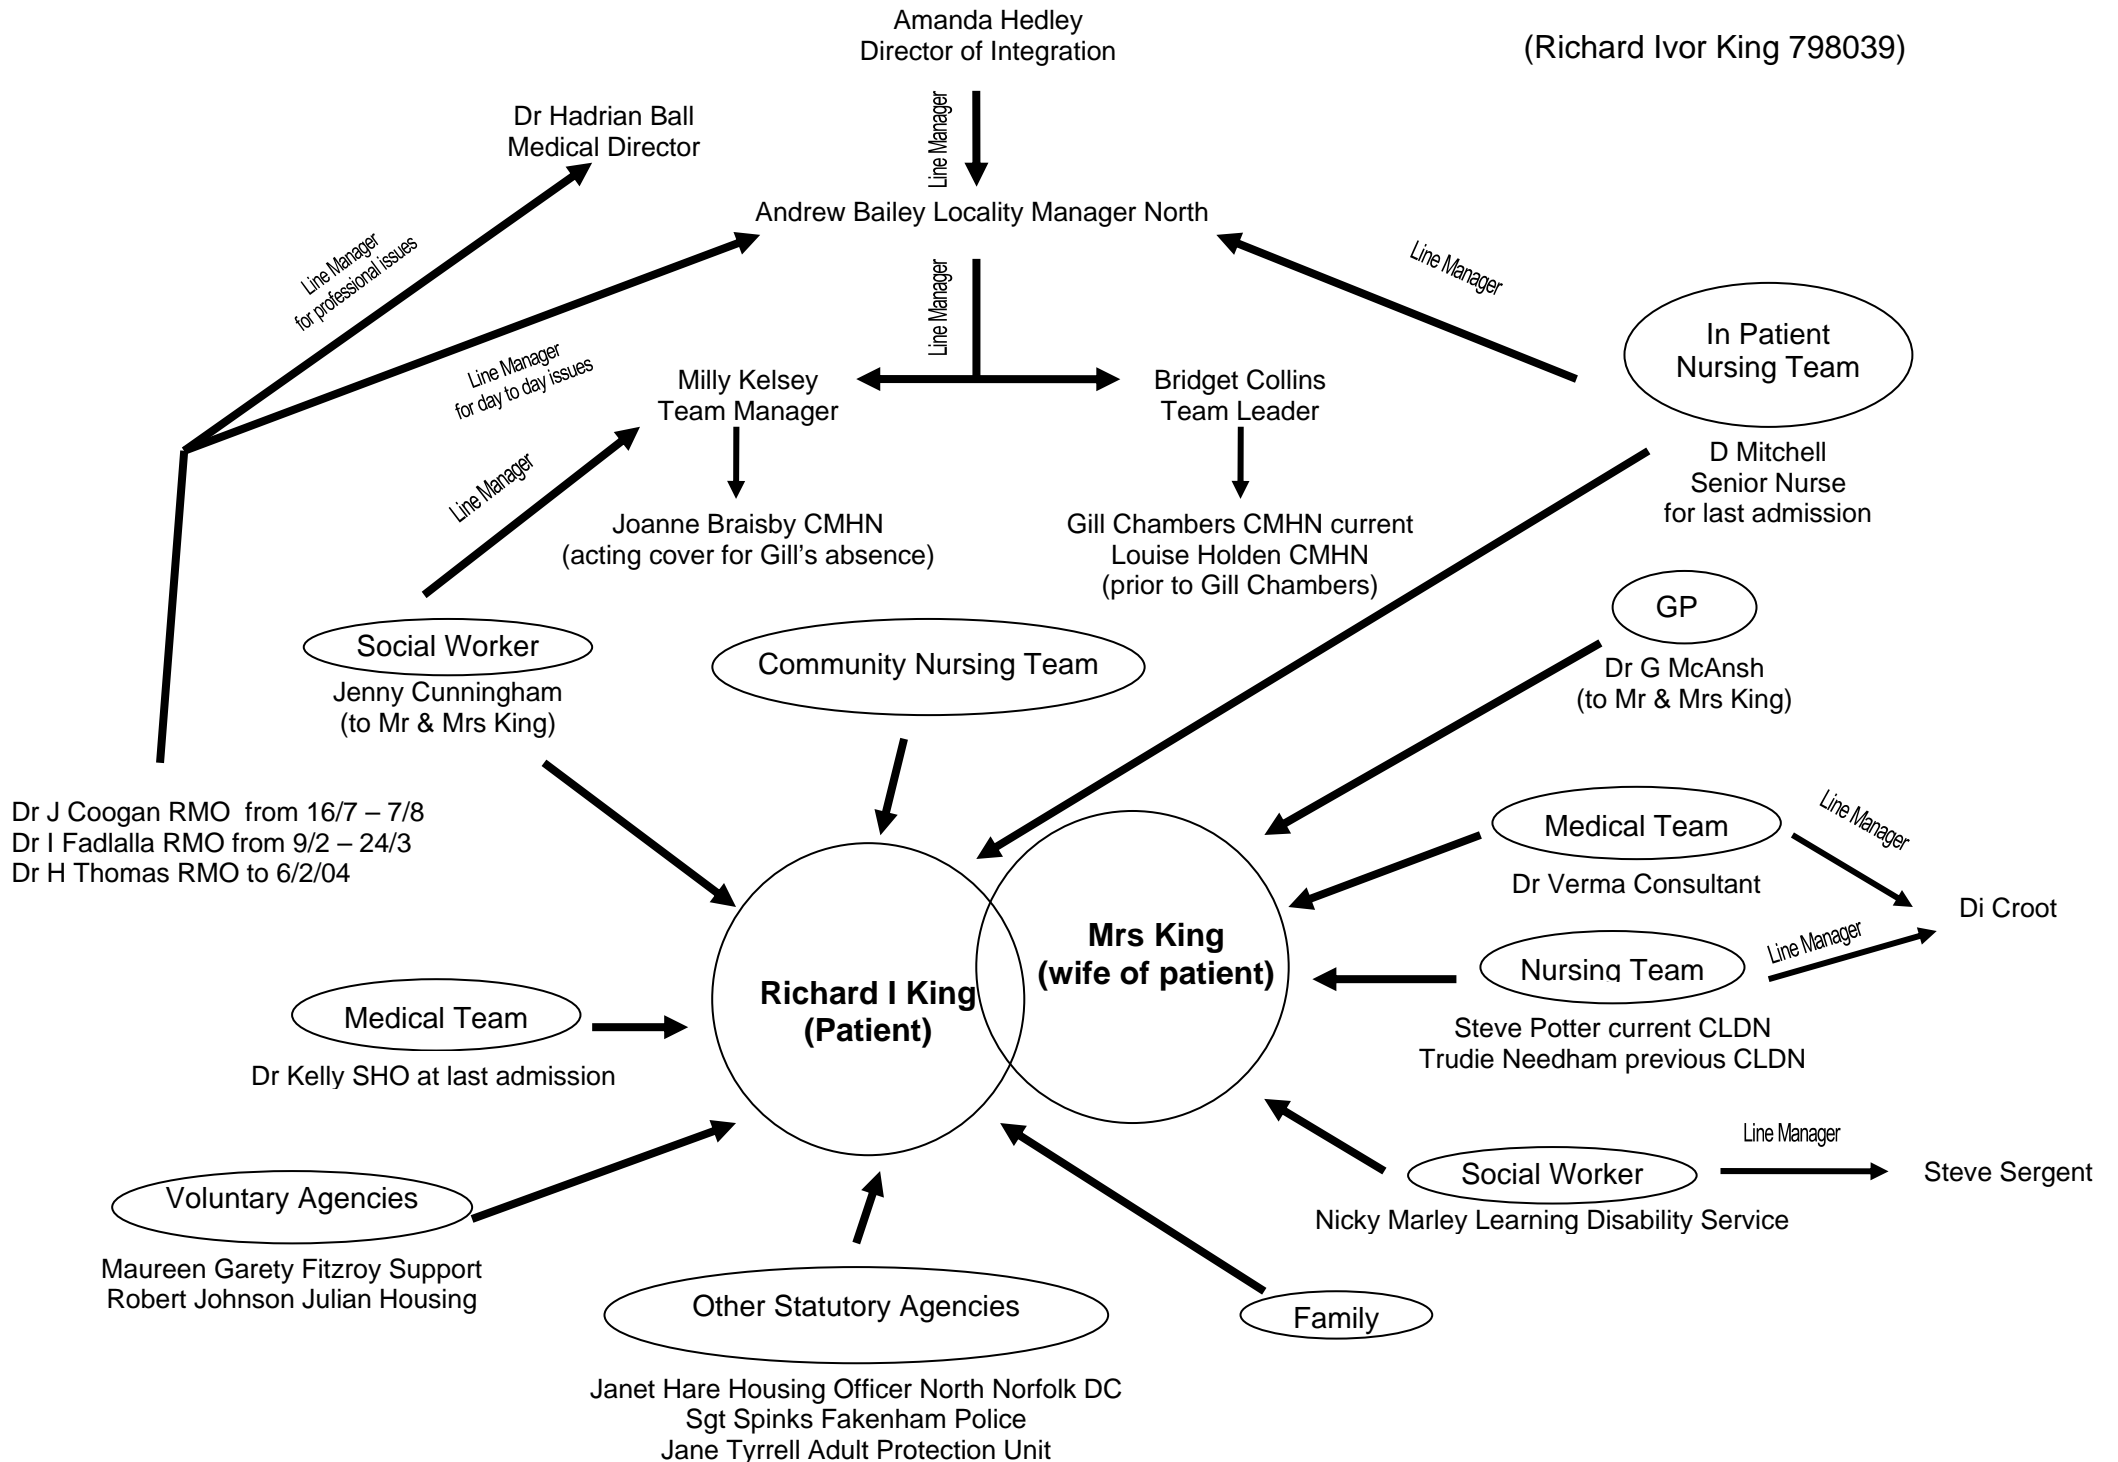 Amanda Hedley
Director of Integration
(Richard Ivor King 798039)
Dr Hadrian Ball
Medical Director
Line Manager
Andrew Bailey Locality Manager North
Line Manager
for professional issues
Line Manager
for day to day issues
Line Manager
Line Manager
In Patient
Nursing Team
D Mitchell
Senior Nurse
for last admission
Milly Kelsey
Team Manager
Bridget Collins
Team Leader
Line Manager
Joanne Braisby CMHN
(acting cover for Gill’s absence)
Gill Chambers CMHN current
Louise Holden CMHN
(prior to Gill Chambers)
Social Worker
Jenny Cunningham
(to Mr & Mrs King)
Community Nursing Team
GP
Dr G McAnsh
(to Mr & Mrs King)
Dr J Coogan RMO from 16/7 – 7/8
Dr I Fadlalla RMO from 9/2 – 24/3
Dr H Thomas RMO to 6/2/04
Medical Team
Dr Verma Consultant
Line Manager
Di Croot
Line Manager
Nursing Team
Steve Potter current CLDN
Trudie Needham previous CLDN
Mrs King
(wife of patient)
Richard I King
(Patient)
Medical Team
Dr Kelly SHO at last admission
Social Worker
Nicky Marley Learning Disability Service
Line Manager
Steve Sergent
Voluntary Agencies
Maureen Garety Fitzroy Support
Robert Johnson Julian Housing
Other Statutory Agencies
Janet Hare Housing Officer North Norfolk DC
Sgt Spinks Fakenham Police
Jane Tyrrell Adult Protection Unit
Family